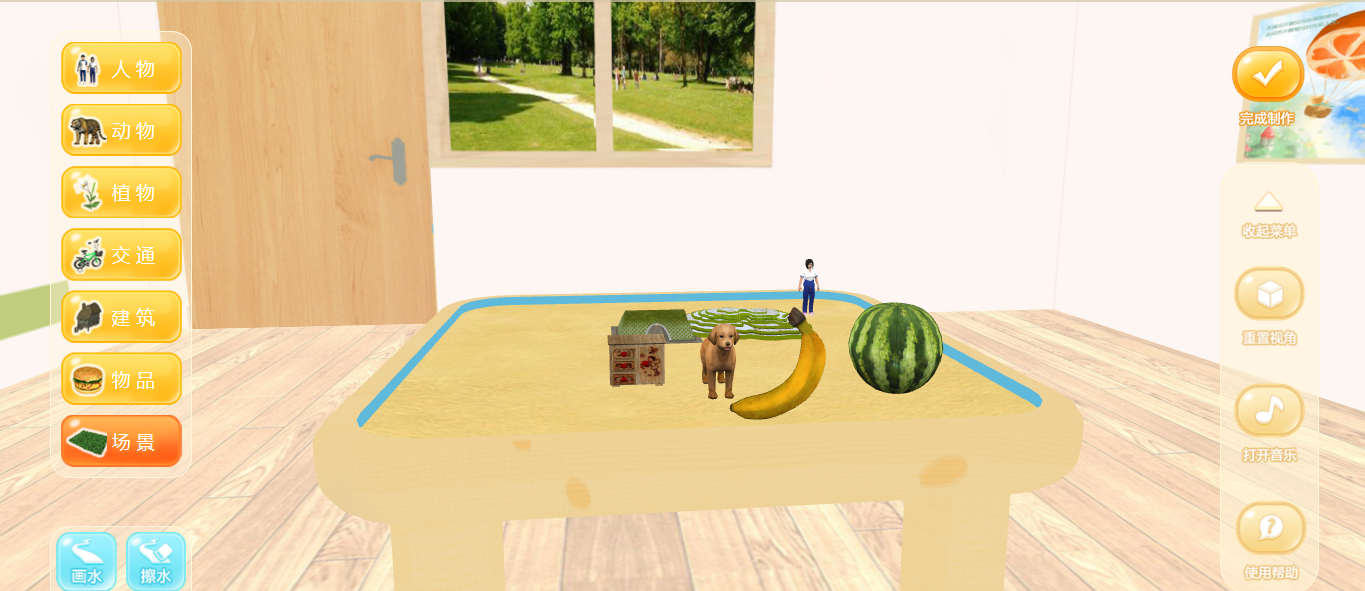 人物
动物
植物
交通
建筑
物品
场景
画水
擦水
完成制作
收起菜单
重置视角
打开音乐
使用帮助